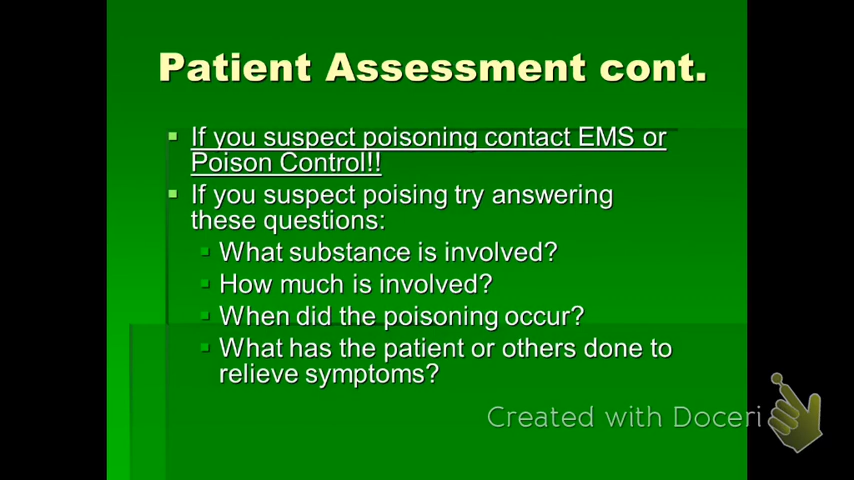 Patient Assessment cont.
If you suspect poisoning contact EMS or
Poison Control!!
If you suspect poising try answering
these questions:
What substance is involved?
How much is involved?
When did the poisoning occur?
What has the patient or others done to
relieve symptoms?
Created with Doceri